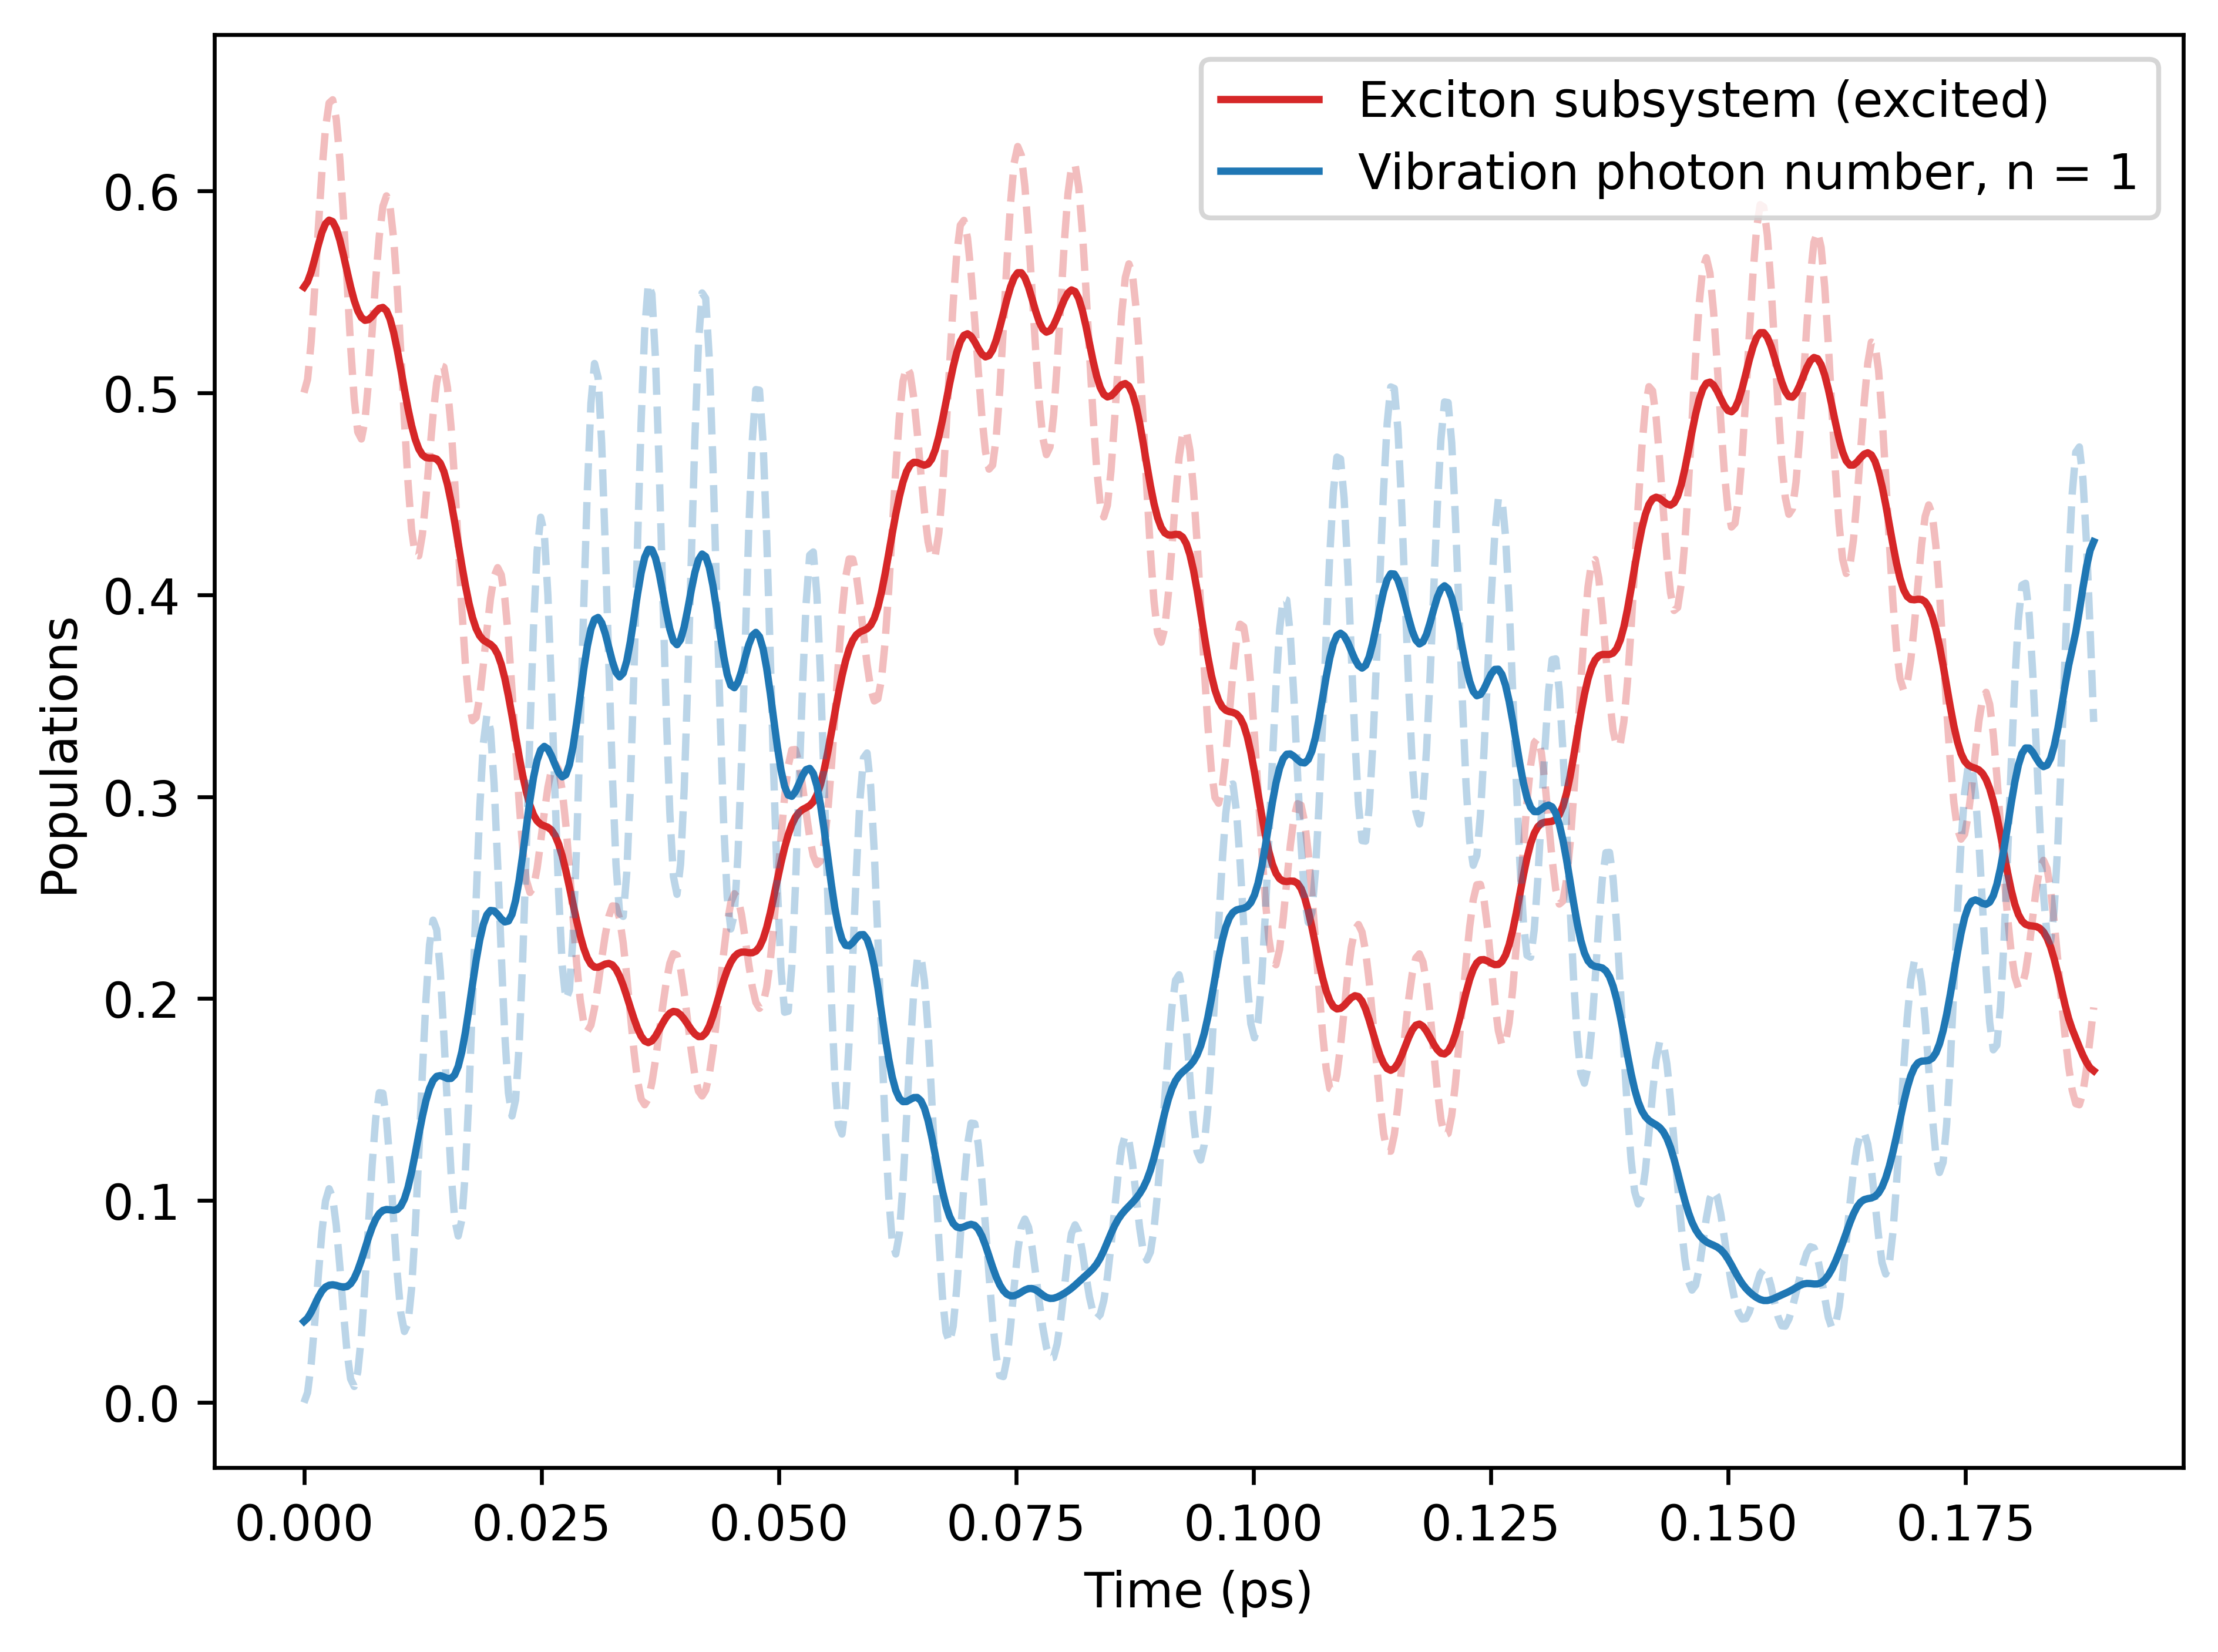 Exciton subsystem (excited)
Vibration photon number, n = 1
Populations
0.6
0.5
0.4
0.3
0.2
0.1
0.0
0.000 0.025 0.050 0.075 0.100 0.125 0.150 0.175
Time (ps)